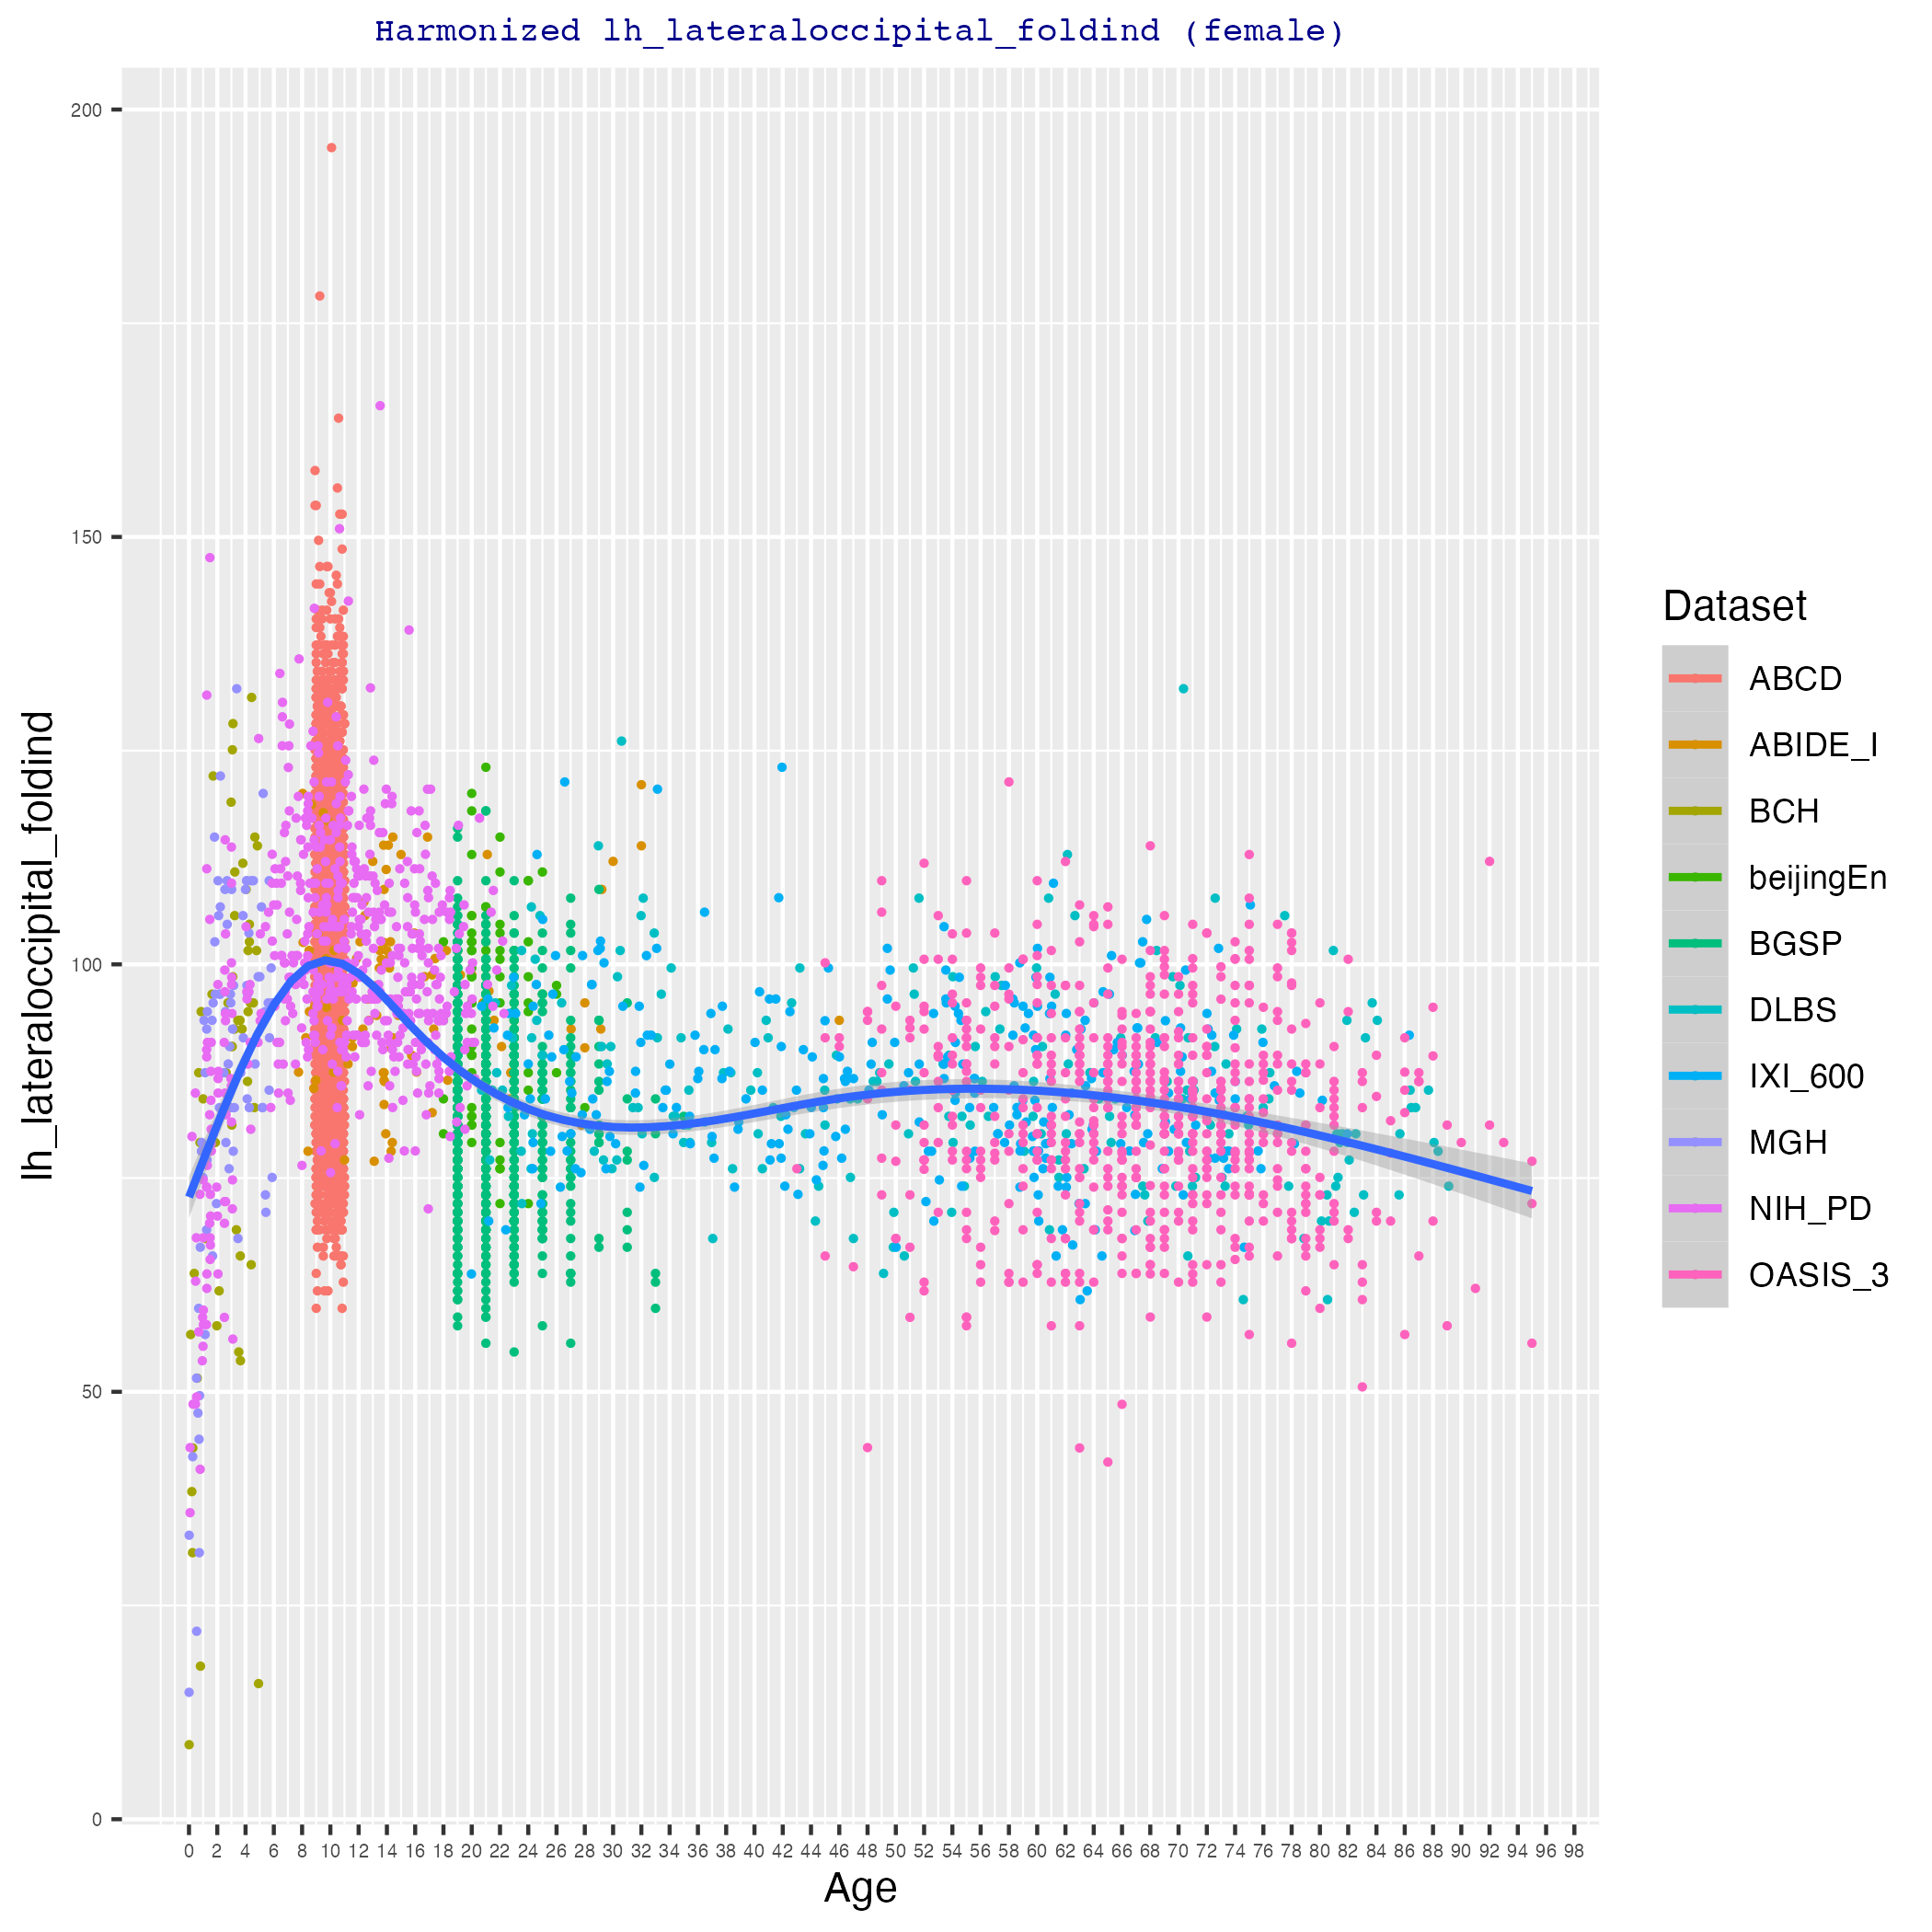 Harmonized lh_lateraloccipital_foldind (female)
lh_lateraloccipital_foldind
200
150
100
50
0
0 2 4 6 8 10 12 14 16 18 20 22 24 26 28 30 32 34 36 38 40 42 44 46 48 50 52 54 56 58 60 62 64 66 68 70 72 74 76 78 80 82 84 86 88 90 92 94 96 98
Age
Dataset
ABCD
ABIDE_I
BCH
beijingEn
BGSP
DLBS
IXI_600
MGH
NIH_PD
OASIS_3